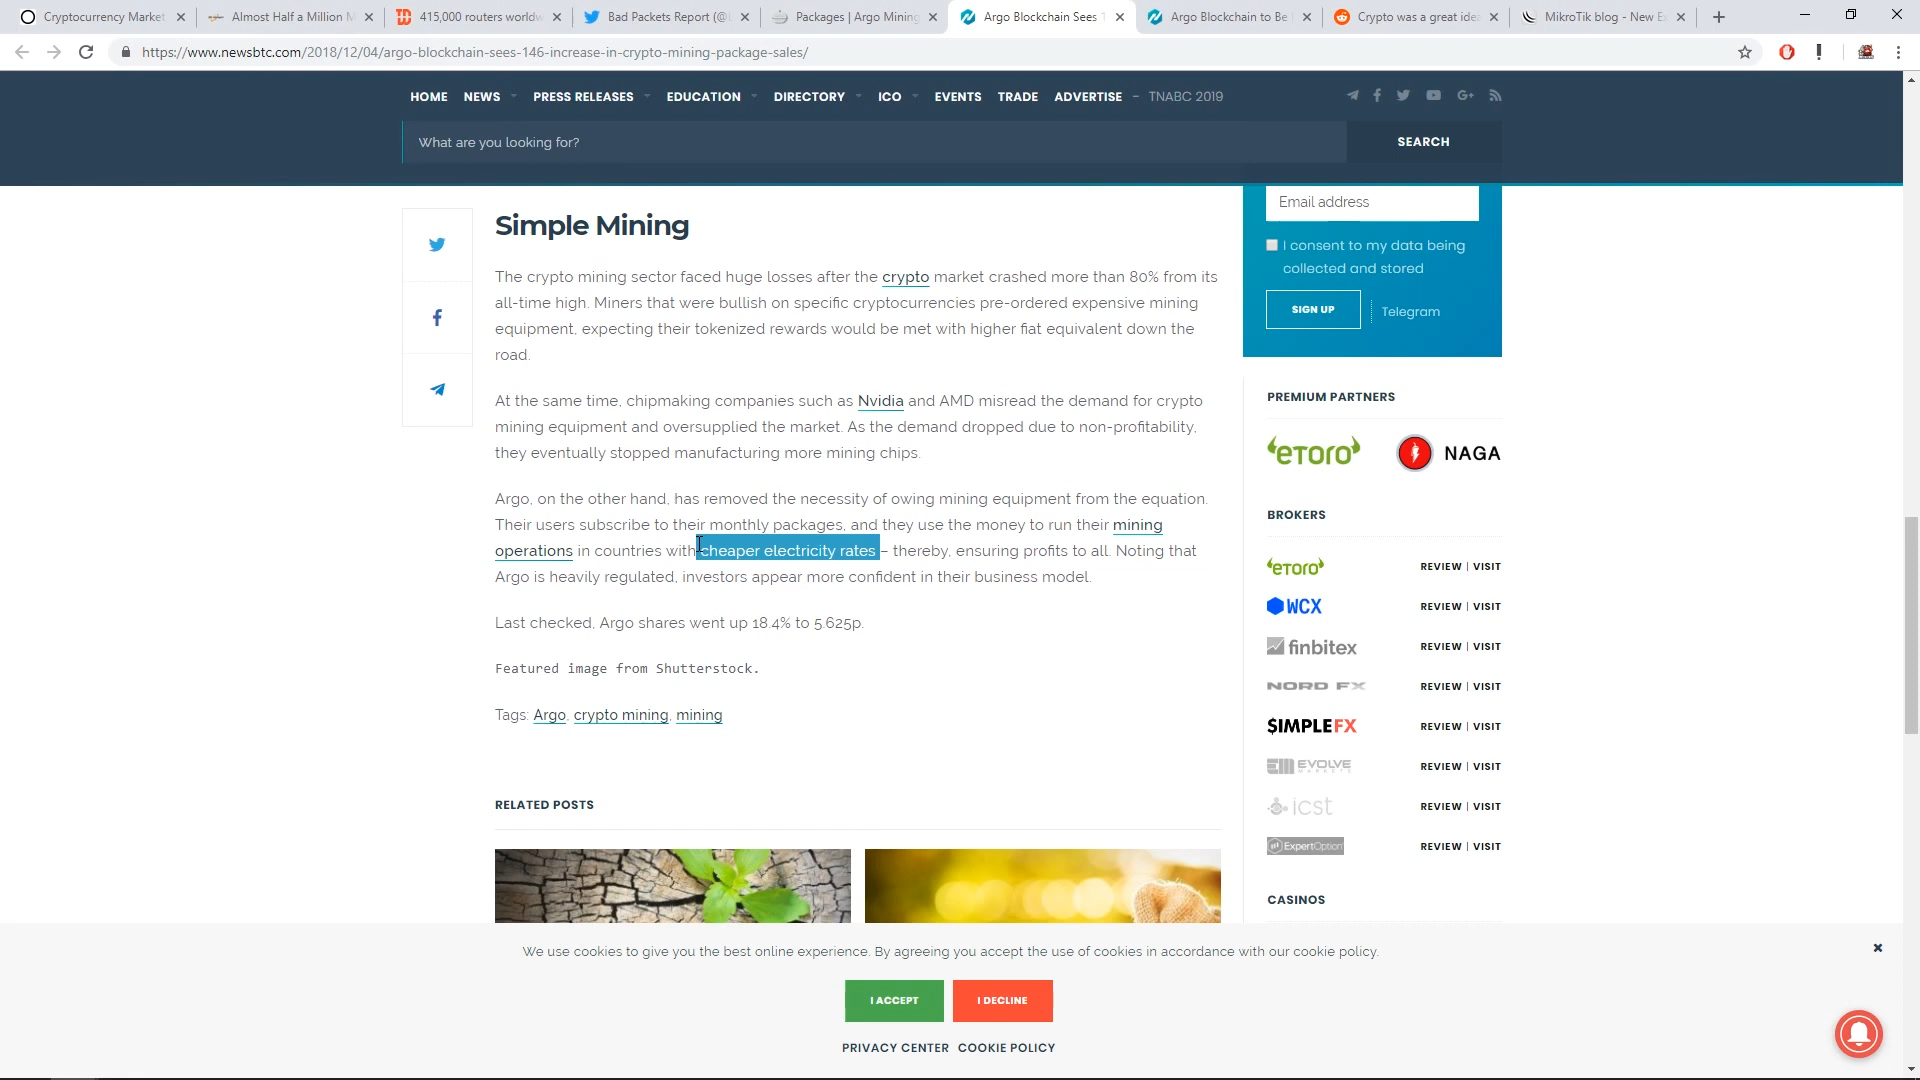 Cryptocurrency Market
Almost Half a Million M
415,000 routers worldw
Bad Packets Report (@
Packages | Argo Mining
Argo Blockchain Sees
Argo Blockchain to Be
Crypto was a great ide
MikroTik blog - New E
https://www.newsbtc.com/2018/12/04/argo-blockchain-sees-146-increase-in-crypto-mining-package-sales/
HOME NEWS PRESS RELEASES EDUCATION DIRECTORY ICO EVENTS TRADE ADVERTISE – TNABC 2019
What are you looking for?
SEARCH
Simple Mining
The crypto mining sector faced huge losses after the crypto market crashed more than 80% from its
all-time high. Miners that were bullish on specific cryptocurrencies pre-ordered expensive mining
equipment, expecting their tokenized rewards would be met with higher fiat equivalent down the
road.
At the same time, chipmaking companies such as Nvidia and AMD misread the demand for crypto
mining equipment and oversupplied the market. As the demand dropped due to non-profitability,
they eventually stopped manufacturing more mining chips.
Argo, on the other hand, has removed the necessity of owing mining equipment from the equation.
Their users subscribe to their monthly packages, and they use the money to run their mining
operations in countries with cheaper electricity rates – thereby, ensuring profits to all. Noting that
Argo is heavily regulated, investors appear more confident in their business model.
Last checked, Argo shares went up 18.4% to 5.625p.
Featured image from Shutterstock.
Tags: Argo, crypto mining, mining
RELATED POSTS
Email address
I consent to my data being
collected and stored
SIGN UP
Telegram
PREMIUM PARTNERS
eToro
NAGA
BROKERS
eToro REVIEW | VISIT
WCX REVIEW | VISIT
finbitex REVIEW | VISIT
NORD FX REVIEW | VISIT
$IMPLEFX REVIEW | VISIT
EVOLVE MARKETS REVIEW | VISIT
icst REVIEW | VISIT
ExpertOption REVIEW | VISIT
CASINOS
We use cookies to give you the best online experience. By agreeing you accept the use of cookies in accordance with our cookie policy.
I ACCEPT
I DECLINE
PRIVACY CENTER COOKIE POLICY